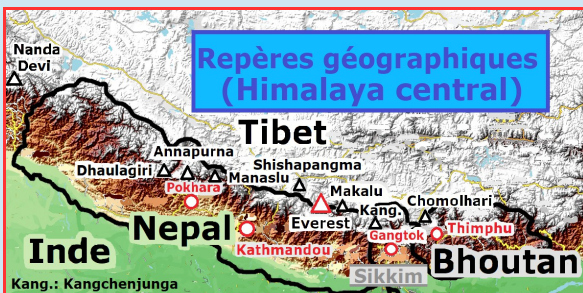 Repères géographiques
(Himalaya central)
Nanda
Devi
Tibet
Annapurna
Dhaulagiri
Manaslu
Shishapangma
Pokhara
Makalu
Everest
Kang.
Chomolhari
Nepal
Kathmandou
Gangtok
Thimphu
Inde
Sikkim
Bhoutan
Kang.: Kangchenjunga